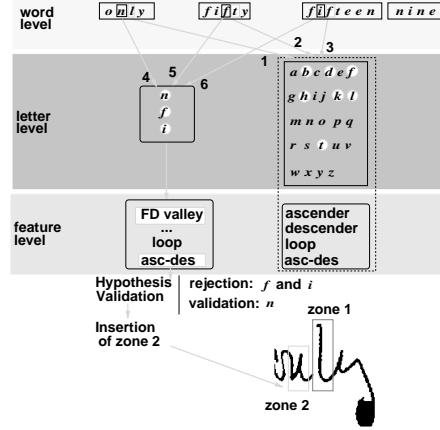 word level
only fifty fifteen nine
1 2 3 4 5 6
letter level
n
f
i
a b c d e f
g h i j k l
m n o p q
r s t u v
w x y z
feature level
FD valley
...
loop
asc-des
ascender
descender
loop
asc-des
Hypothesis
Validation
rejection: f and i
validation: n
Insertion
of zone 2
zone 1
only
zone 2